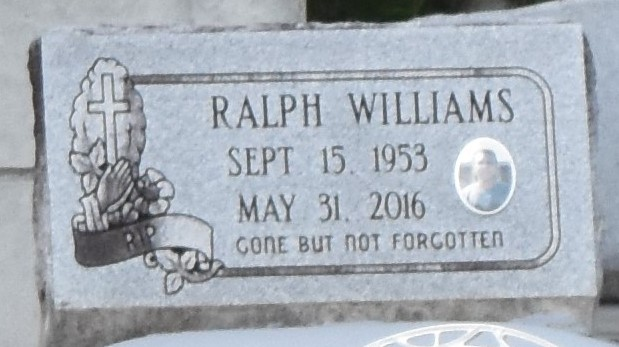 RALPH WILLIAMS
SEPT 15, 1953
MAY 31, 2016
GONE BUT NOT FORGOTTEN
RIP